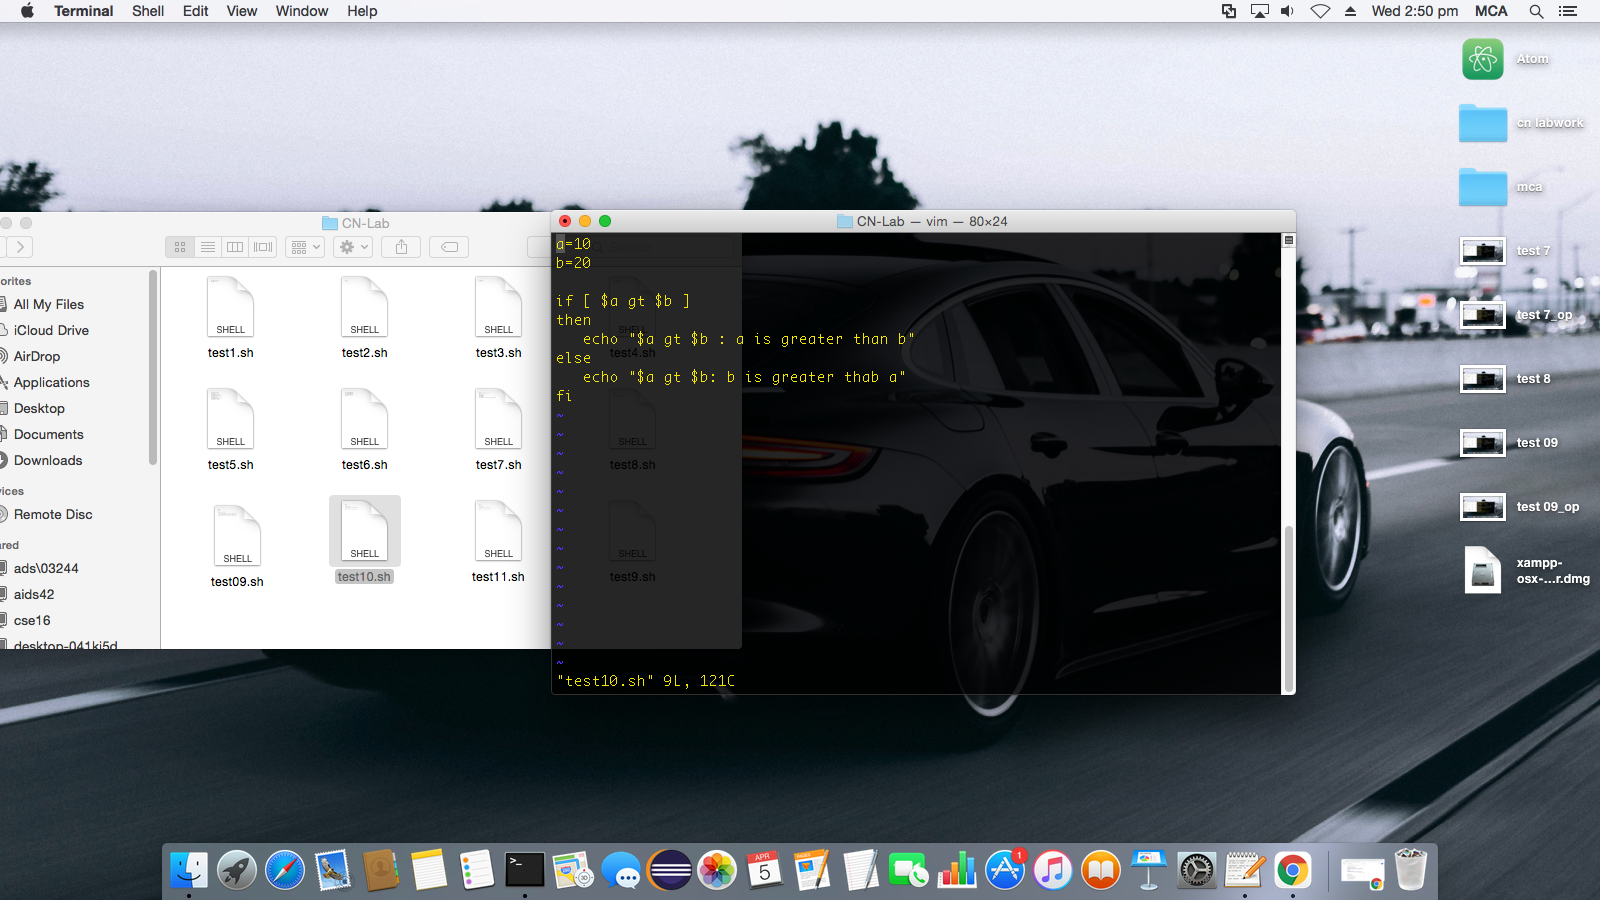 Terminal Shell Edit View Window Help Wed 2:50 pm MCA
Atom
cn labwork
mca
test 7
test 7_op
test 8
test 09
test 09_op
xampp-
osx-...r.dmg
CN-Lab
orites
All My Files
iCloud Drive
AirDrop
Applications
Desktop
Documents
Downloads
vices
Remote Disc
ared
ads\03244
aids42
cse16
desktop-041ki5d
SHELL SHELL SHELL
test1.sh test2.sh test3.sh test4.sh
SHELL SHELL SHELL SHELL
test5.sh test6.sh test7.sh test8.sh
SHELL SHELL SHELL SHELL
test09.sh test10.sh test11.sh test9.sh
CN-Lab — vim — 80×24
a=10
b=20
if [ $a gt $b ]
then
echo "$a gt $b : a is greater than b"
else
echo "$a gt $b: b is greater thab a"
fi
~
~
~
~
~
~
~
~
~
~
~
~
~
~
"test10.sh" 9L, 121C
APR
5
PAGES
1